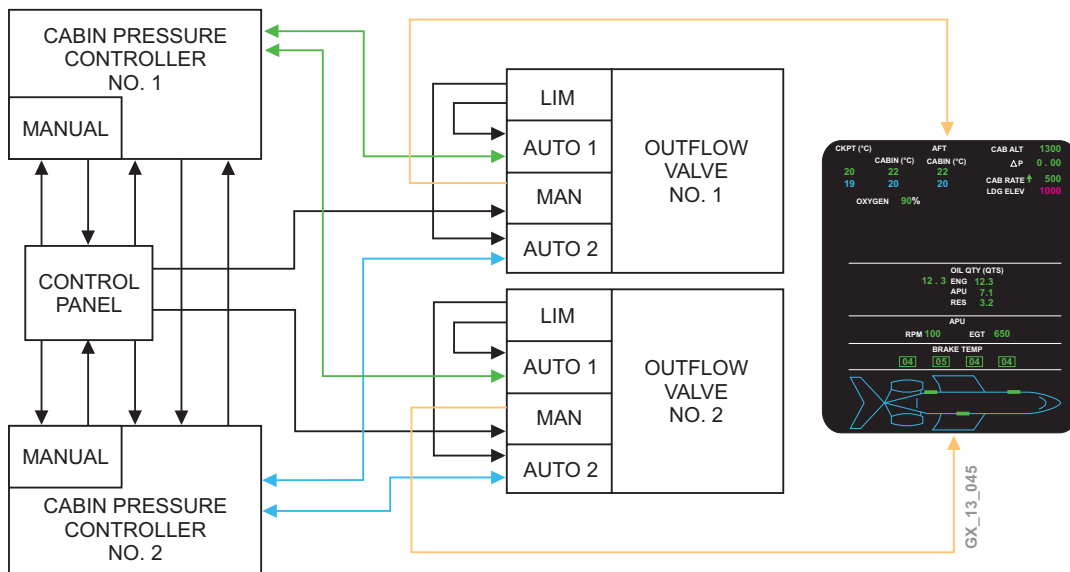 CABIN PRESSURE
CONTROLLER
NO. 1
MANUAL
CONTROL
PANEL
MANUAL
CABIN PRESSURE
CONTROLLER
NO. 2
LIM
AUTO 1
MAN
AUTO 2
OUTFLOW
VALVE
NO. 1
LIM
AUTO 1
MAN
AUTO 2
OUTFLOW
VALVE
NO. 2
CKPT (°C) AFT CAB ALT 1300
CABIN (°C) CABIN (°C) ΔP 0 . 00
20 22 22 CAB RATE 500
19 20 20 LDG ELEV 1000
OXYGEN 90%
OIL QTY (QTS)
12 . 3 ENG 12.3
APU 7.1
RES 3.2
APU
RPM 100 EGT 650
BRAKE TEMP
04 05 04 04
GX_13_045